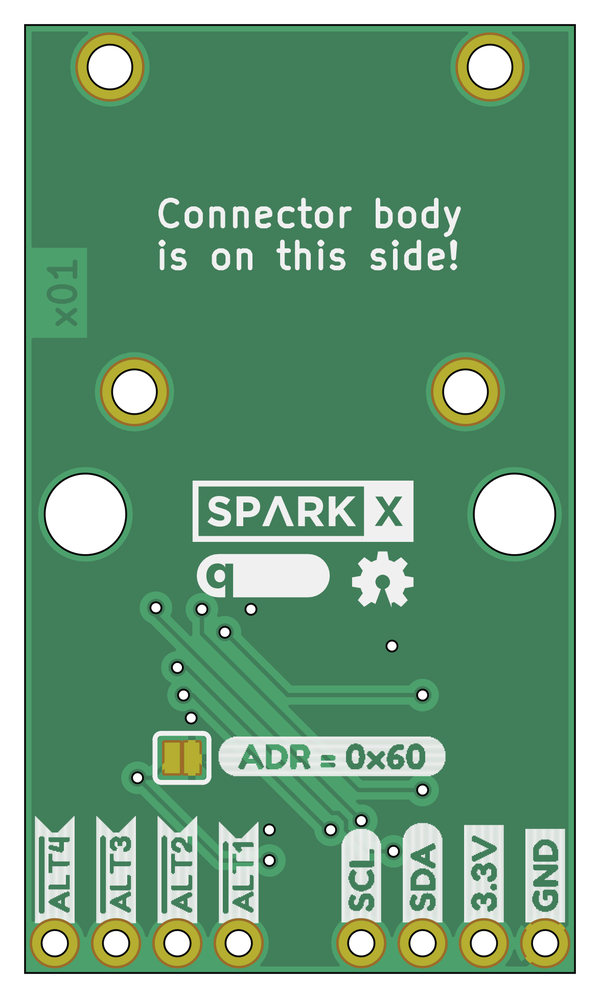 Connector body
is on this side!
x01
SPARK X
q
ADR = 0x60
ALT4
ALT3
ALT2
ALT1
SCL
SDA
3.3V
GND